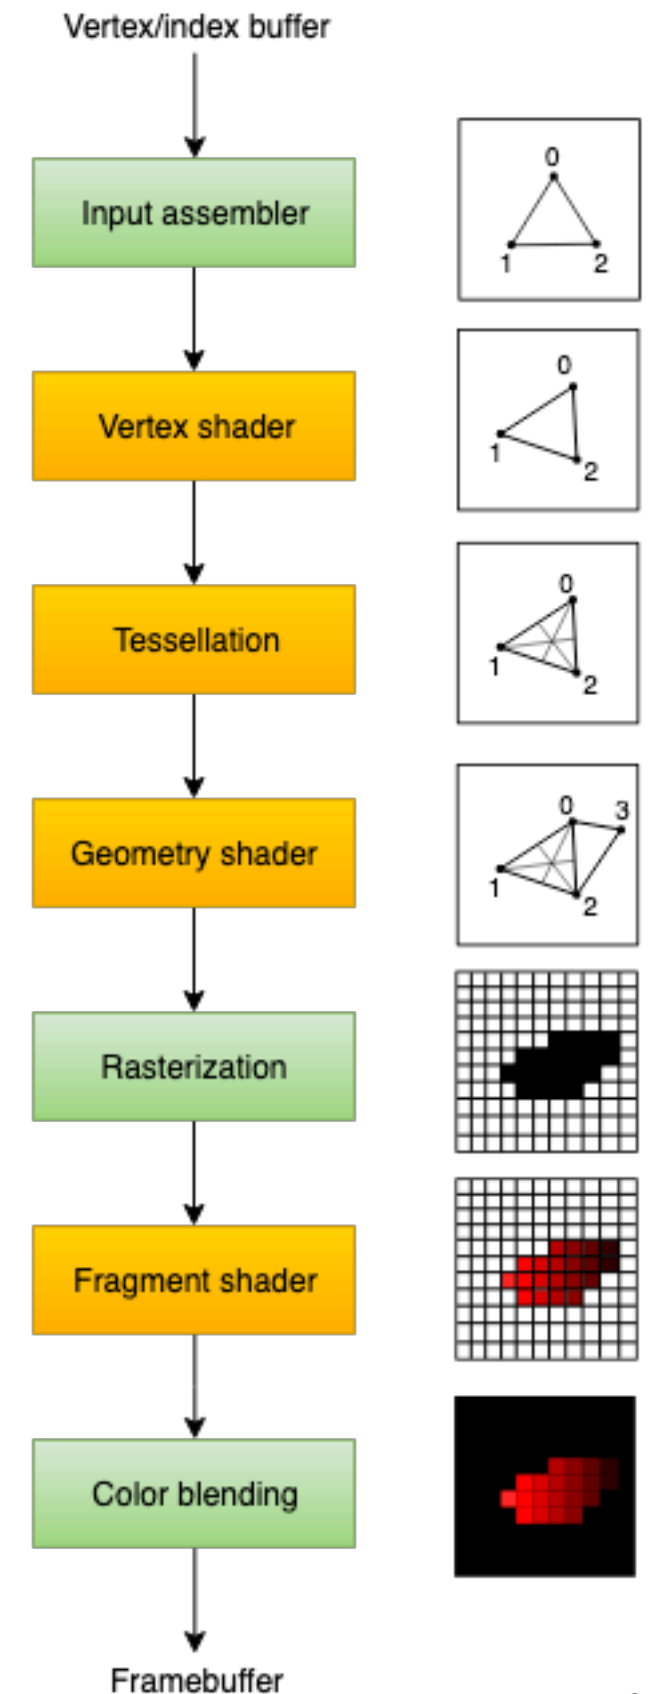 Vertex/index buffer
Input assembler
0
1 2
Vertex shader
0
1
2
Tessellation
0
1
2
Geometry shader
0 3
1
2
Rasterization
Fragment shader
Color blending
Framebuffer